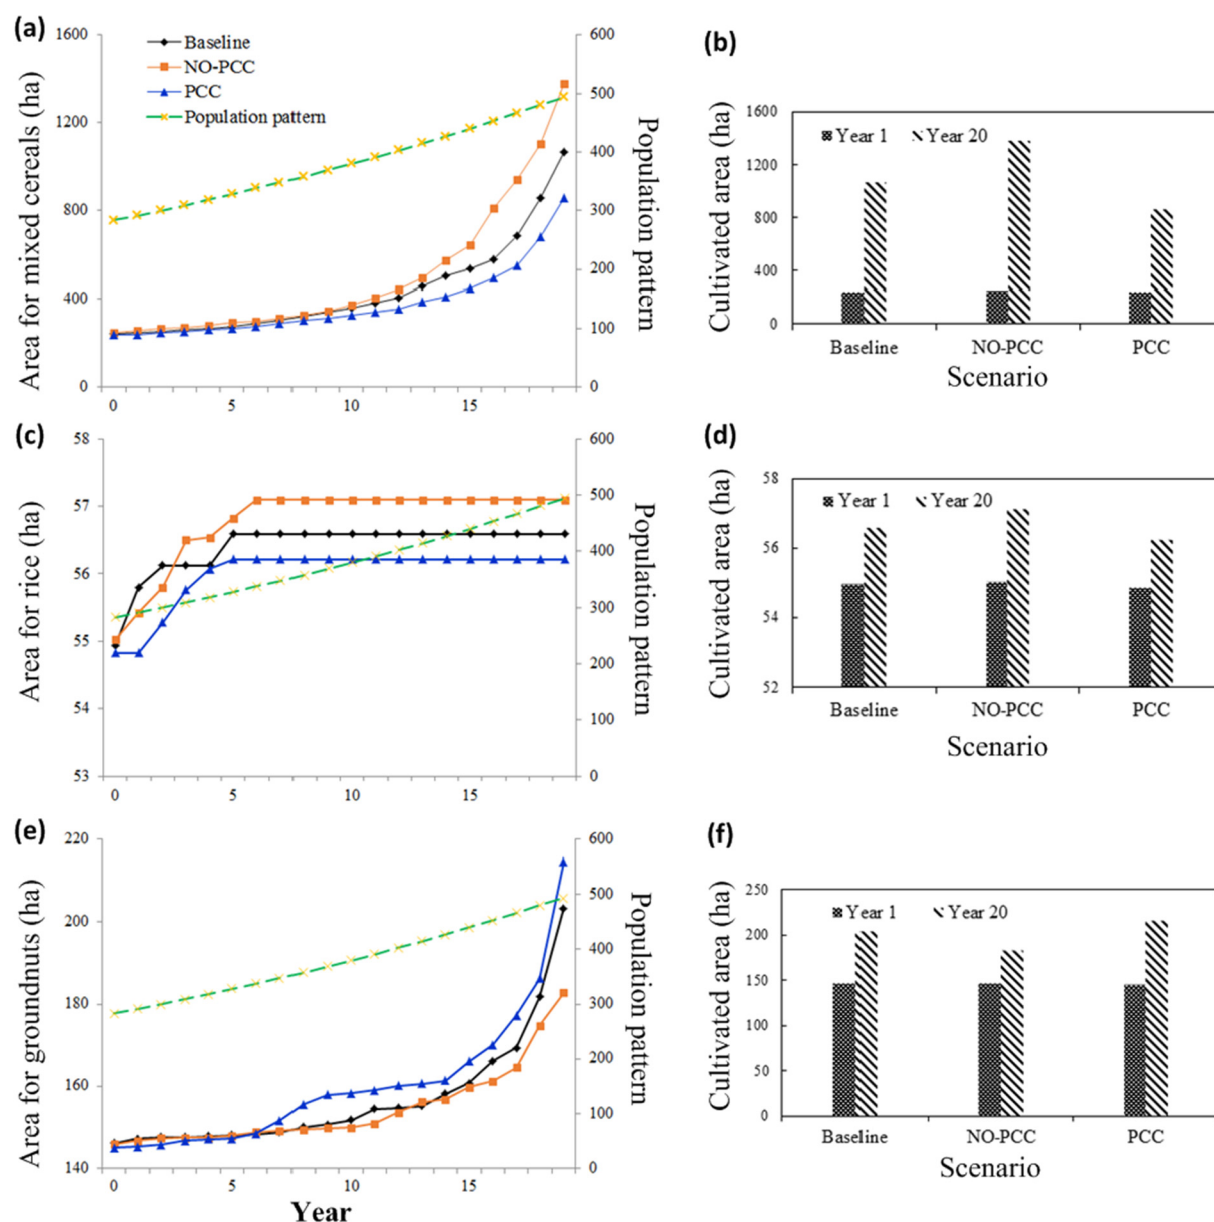 (a)
1600
1200
800
400
0
Area for mixed cereals (ha)
Baseline
NO-PCC
PCC
Population pattern
600
500
400
300
200
100
0
Population pattern
0 5 10 15
(b)
1600
1200
800
400
0
Cultivated area (ha)
Year 1 Year 20
Baseline NO-PCC PCC
Scenario
(c)
58
57
56
55
54
53
Area for rice (ha)
600
500
400
300
200
100
0
Population pattern
0 5 10 15
(d)
58
56
54
52
Cultivated area (ha)
Year 1 Year 20
Baseline NO-PCC PCC
Scenario
(e)
220
200
180
160
140
Area for groundnuts (ha)
600
500
400
300
200
100
0
Population pattern
0 5 10 15
Year
(f)
250
200
150
100
50
0
Cultivated area (ha)
Year 1 Year 20
Baseline NO-PCC PCC
Scenario